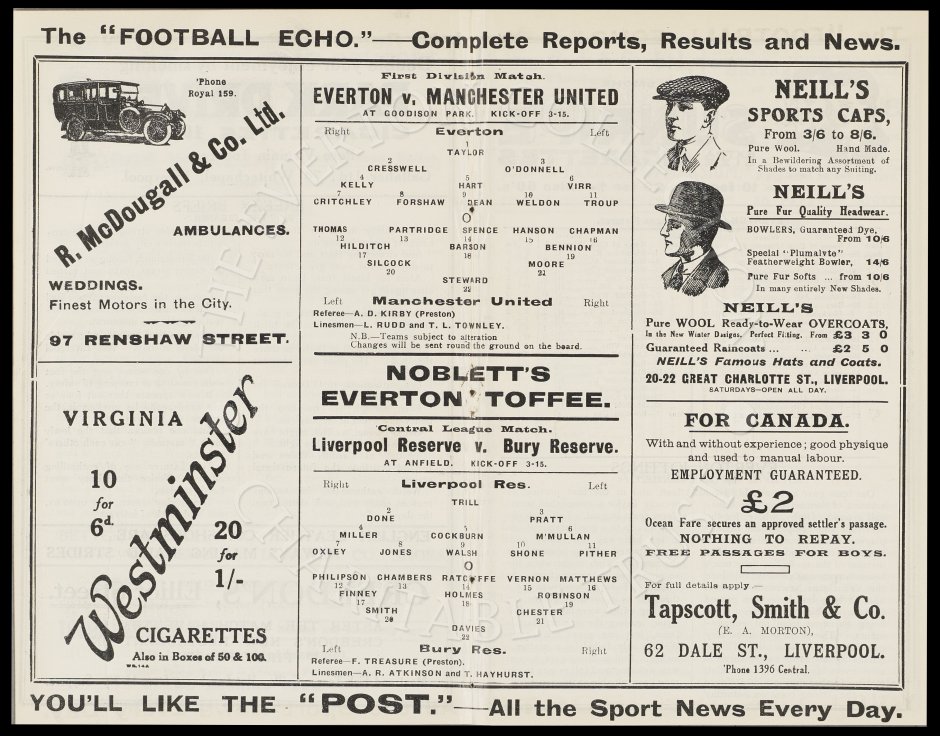 The "FOOTBALL ECHO."—Complete Reports, Results and News.
'Phone
Royal 159.
R. McDougall & Co. Ltd.
AMBULANCES.
WEDDINGS.
Finest Motors in the City.
97 RENSHAW STREET.
VIRGINIA
10
for
6d.
Westminster
20
for
1/-
CIGARETTES
Also in Boxes of 50 & 100.
First Division Match.
EVERTON v. MANCHESTER UNITED
AT GOODISON PARK. KICK-OFF 3-15.
Right Everton Left
1
TAYLOR
2 3
CRESSWELL O'DONNELL
4 5 6
KELLY HART VIRR
7 8 9 10 11
CRITCHLEY FORSHAW DEAN WELDON TROUP
O
THOMAS PARTRIDGE SPENCE HANSON CHAPMAN
12 13 14 15 16
HILDITCH BARSON BENNION
17 18 19
SILCOCK MOORE
20 21
STEWARD
22
Left Manchester United Right
Referee—A. D. KIRBY (Preston)
Linesmen—L. RUDD and T. L. TOWNLEY.
N.B.—Teams subject to alteration
Changes will be sent round the ground on the board.
NOBLETT'S
EVERTON TOFFEE.
Central League Match.
Liverpool Reserve v. Bury Reserve.
AT ANFIELD. KICK-OFF 3-15.
Right Liverpool Res. Left
TRILL
2 3
DONE PRATT
4 5 6
MILLER COCKBURN M'MULLAN
7 8 9 10 11
OXLEY JONES WALSH SHONE PITHER
O
PHILIPSON CHAMBERS RATCLIFFE VERNON MATTHEWS
12 13 14 15 16
FINNEY HOLMES ROBINSON
17 18 19
SMITH CHESTER
20 21
DAVIES
22
Left Bury Res. Right
Referee—F. TREASURE (Preston).
Linesmen—A. R. ATKINSON and T. HAYHURST.
NEILL'S
SPORTS CAPS,
From 3/6 to 8/6.
Pure Wool. Hand Made.
In a Bewildering Assortment of
Shades to match any Suiting.
NEILL'S
Pure Fur Quality Headwear.
BOWLERS, Guaranteed Dye,
From 10/6
Special "Plumalyte"
Featherweight Bowler, 14/6
Pure Fur Softs ... from 10/6
In many entirely New Shades.
NEILL'S
Pure WOOL Ready-to-Wear OVERCOATS,
In the New Winter Designs. Perfect Fitting. From £3 3 0
Guaranteed Raincoats ... ... £2 5 0
NEILL'S Famous Hats and Coats.
20-22 GREAT CHARLOTTE ST., LIVERPOOL.
SATURDAYS—OPEN ALL DAY.
FOR CANADA.
With and without experience; good physique
and used to manual labour.
EMPLOYMENT GUARANTEED.
£2
Ocean Fare secures an approved settler's passage.
NOTHING TO REPAY.
FREE PASSAGES FOR BOYS.
For full details apply—
Tapscott, Smith & Co.
(E. A. MORTON),
62 DALE ST., LIVERPOOL.
'Phone 1396 Central.
YOU'LL LIKE THE "POST."—All the Sport News Every Day.
THE EVERTON COLLECTION
CHARITABLE TRUST